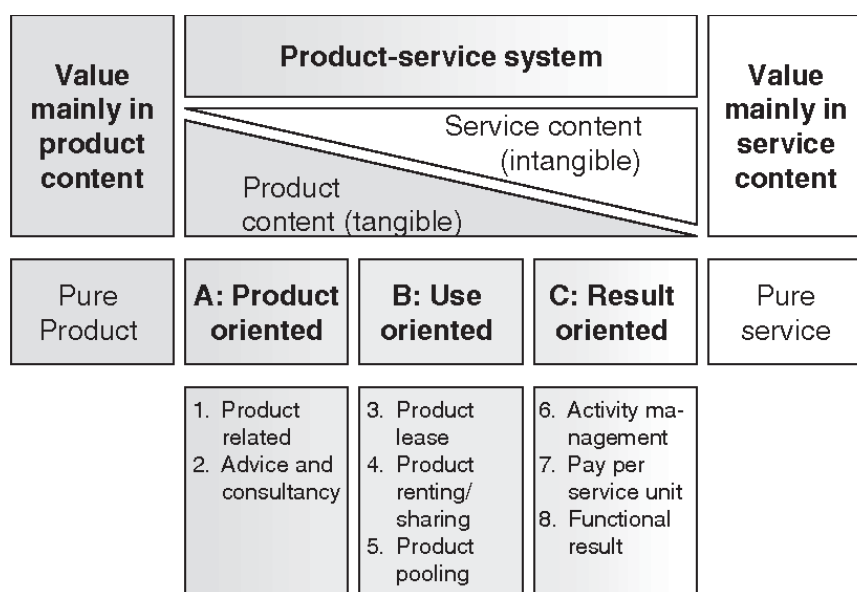 Value
mainly in
product
content
Product-service system
Service content
(intangible)
Product
content (tangible)
Value
mainly in
service
content
Pure
Product
A: Product
oriented
B: Use
oriented
C: Result
oriented
Pure
service
1. Product
related
2. Advice and
consultancy
3. Product
lease
4. Product
renting/
sharing
5. Product
pooling
6. Activity ma-
nagement
7. Pay per
service unit
8. Functional
result